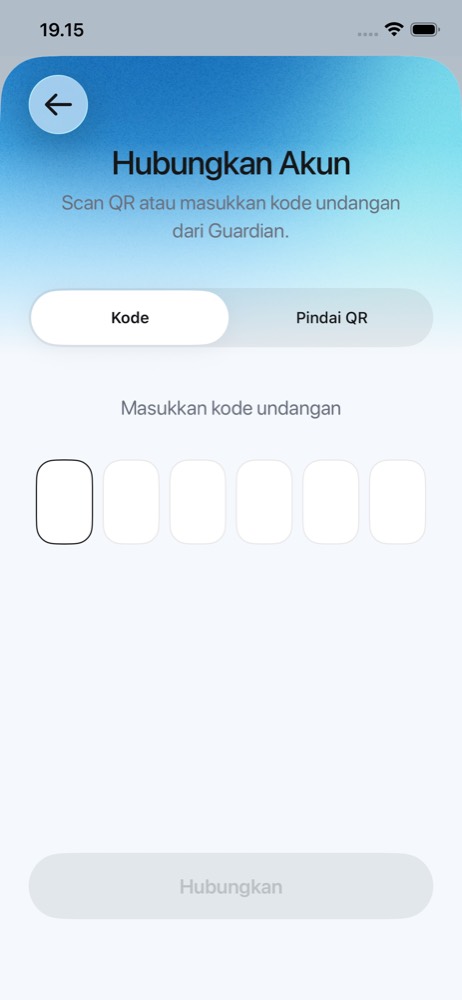 19.15
Hubungkan Akun
Scan QR atau masukkan kode undangan
dari Guardian.
Kode
Pindai QR
Masukkan kode undangan
Hubungkan